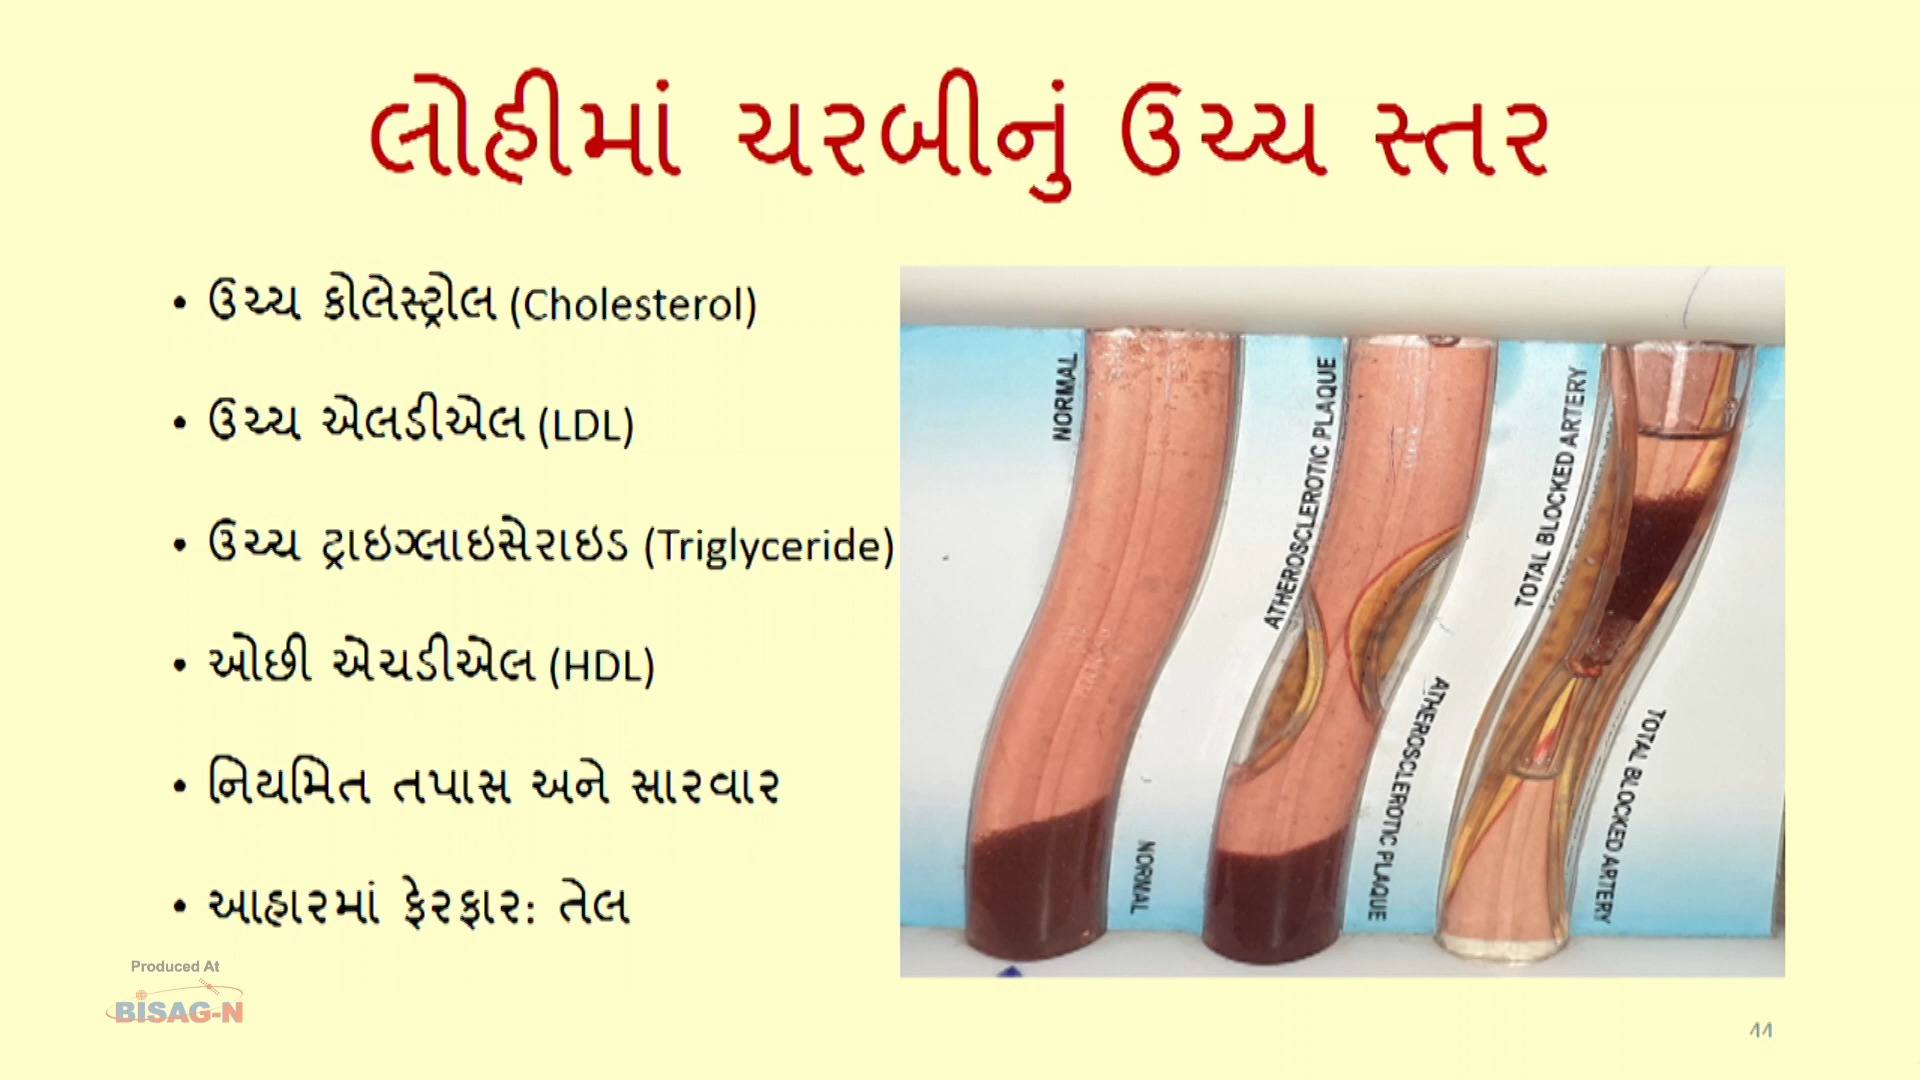 લોહીમાં ચરબીનું ઉચ્ચ સ્તર
• ઉચ્ચ કોલેસ્ટ્રોલ (Cholesterol)
• ઉચ્ચ એલડીએલ (LDL)
• ઉચ્ચ ટ્રાઇગ્લાઇસેરાઇડ (Triglyceride)
• ઓછી એચડીએલ (HDL)
• નિયમિત તપાસ અને સારવાર
• આહારમાં ફેરફાર: તેલ
NORMAL
ATHEROSCLEROTIC PLAQUE
TOTAL BLOCKED ARTERY
NORMAL
ATHEROSCLEROTIC PLAQUE
TOTAL BLOCKED ARTERY
Produced At
BISAG-N
44